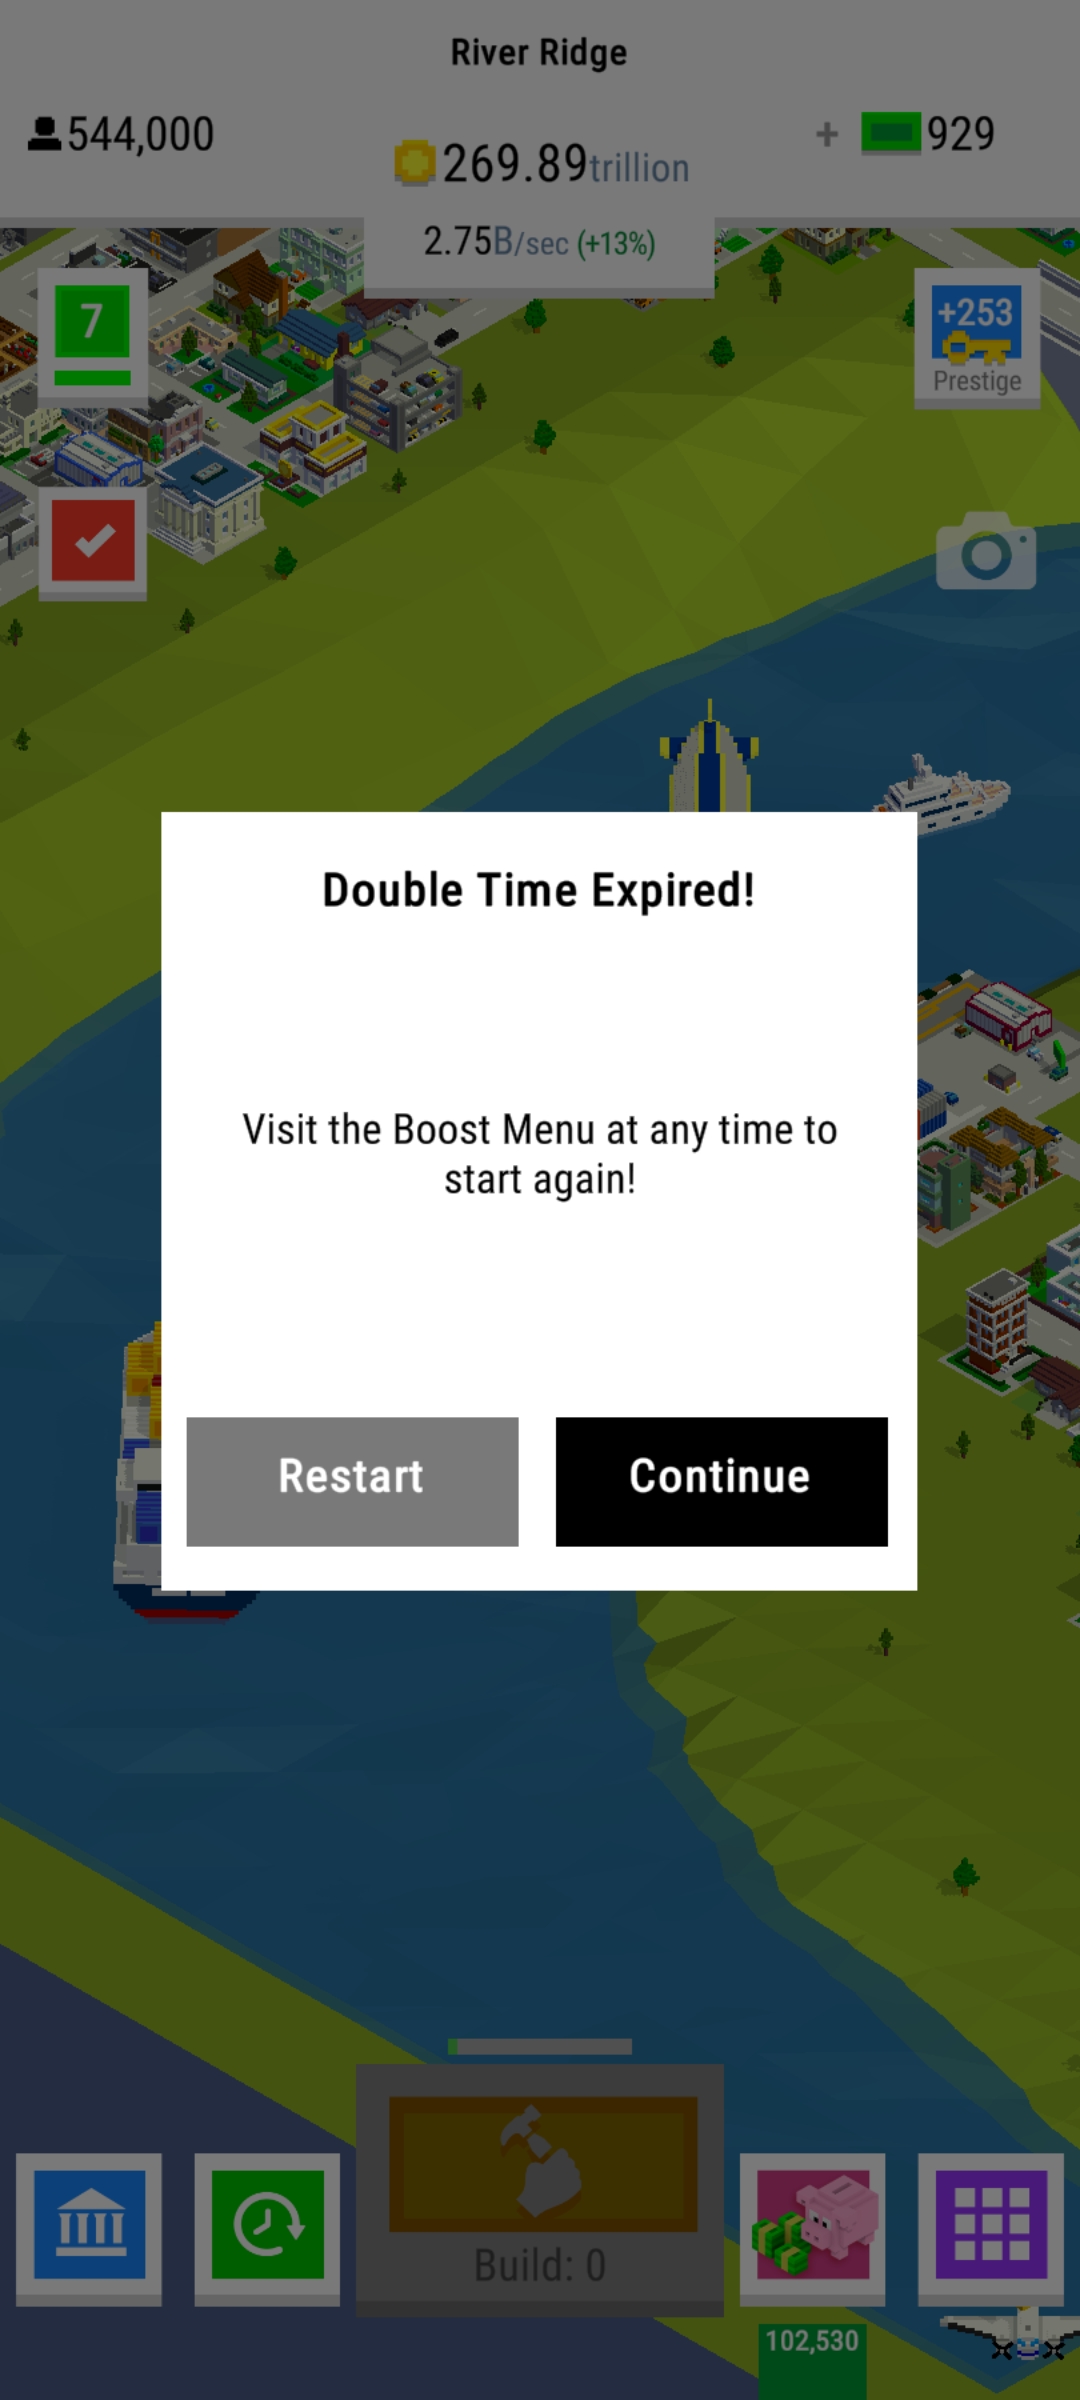 River Ridge
544,000
269.89trillion
+ 929
2.75B/sec (+13%)
7
+253
Prestige
Double Time Expired!
Visit the Boost Menu at any time to
start again!
Restart
Continue
Build: 0
102,530